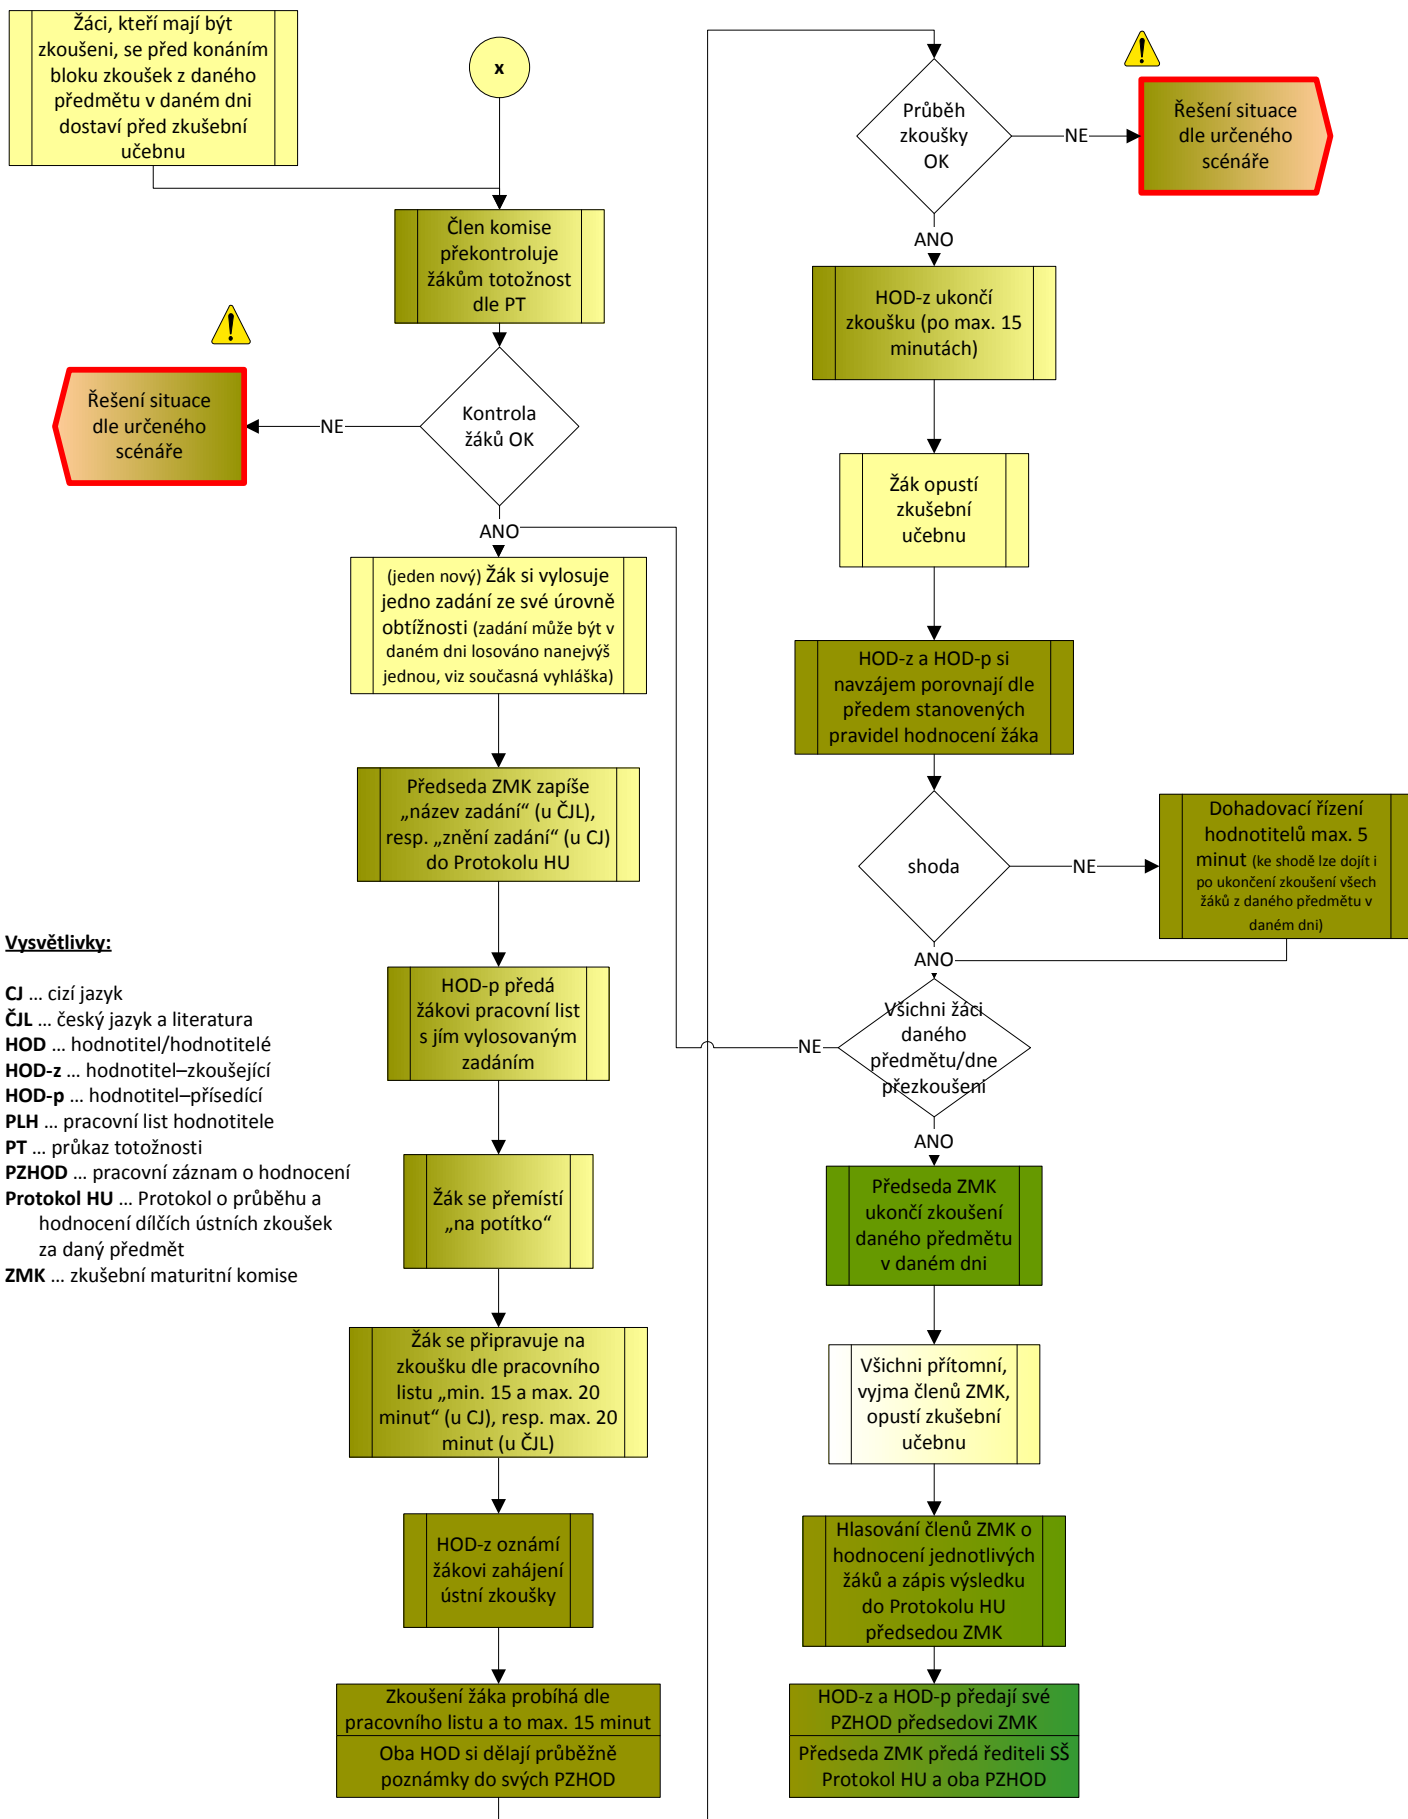 Žáci, kteří mají být
zkoušeni, se před konáním
bloku zkoušek z daného
předmětu v daném dni
dostaví před zkušební
učebnu
x
Člen komise
překontroluje
žákům totožnost
dle PT
Kontrola
žáků OK
NE
Řešení situace
dle určeného
scénáře
ANO
(jeden nový) Žák si vylosuje
jedno zadání ze své úrovně
obtížnosti (zadání může být v
daném dni losováno nanejvýš
jednou, viz současná vyhláška)
Předseda ZMK zapíše
„název zadání“ (u ČJL),
resp. „znění zadání“ (u CJ)
do Protokolu HU
HOD-p předá
žákovi pracovní list
s jím vylosovaným
zadáním
Žák se přemístí
„na potítko“
Žák se připravuje na
zkoušku dle pracovního
listu „min. 15 a max. 20
minut“ (u CJ), resp. max. 20
minut (u ČJL)
HOD-z oznámí
žákovi zahájení
ústní zkoušky
Zkoušení žáka probíhá dle
pracovního listu a to max. 15 minut
Oba HOD si dělají průběžně
poznámky do svých PZHOD
Vysvětlivky:
CJ ... cizí jazyk
ČJL ... český jazyk a literatura
HOD ... hodnotitel/hodnotitelé
HOD-z ... hodnotitel–zkoušející
HOD-p ... hodnotitel–přísedící
PLH ... pracovní list hodnotitele
PT ... průkaz totožnosti
PZHOD ... pracovní záznam o hodnocení
Protokol HU ... Protokol o průběhu a
hodnocení dílčích ústních zkoušek
za daný předmět
ZMK ... zkušební maturitní komise
Průběh
zkoušky
OK
NE
Řešení situace
dle určeného
scénáře
ANO
HOD-z ukončí
zkoušku (po max. 15
minutách)
Žák opustí
zkušební
učebnu
HOD-z a HOD-p si
navzájem porovnají dle
předem stanovených
pravidel hodnocení žáka
shoda
NE
Dohadovací řízení
hodnotitelů max. 5
minut (ke shodě lze dojít i
po ukončení zkoušení všech
žáků z daného předmětu v
daném dni)
ANO
Všichni žáci
daného
předmětu/dne
přezkoušení
NE
ANO
Předseda ZMK
ukončí zkoušení
daného předmětu
v daném dni
Všichni přítomní,
vyjma členů ZMK,
opustí zkušební
učebnu
Hlasování členů ZMK o
hodnocení jednotlivých
žáků a zápis výsledku
do Protokolu HU
předsedou ZMK
HOD-z a HOD-p předají své
PZHOD předsedovi ZMK
Předseda ZMK předá řediteli SŠ
Protokol HU a oba PZHOD